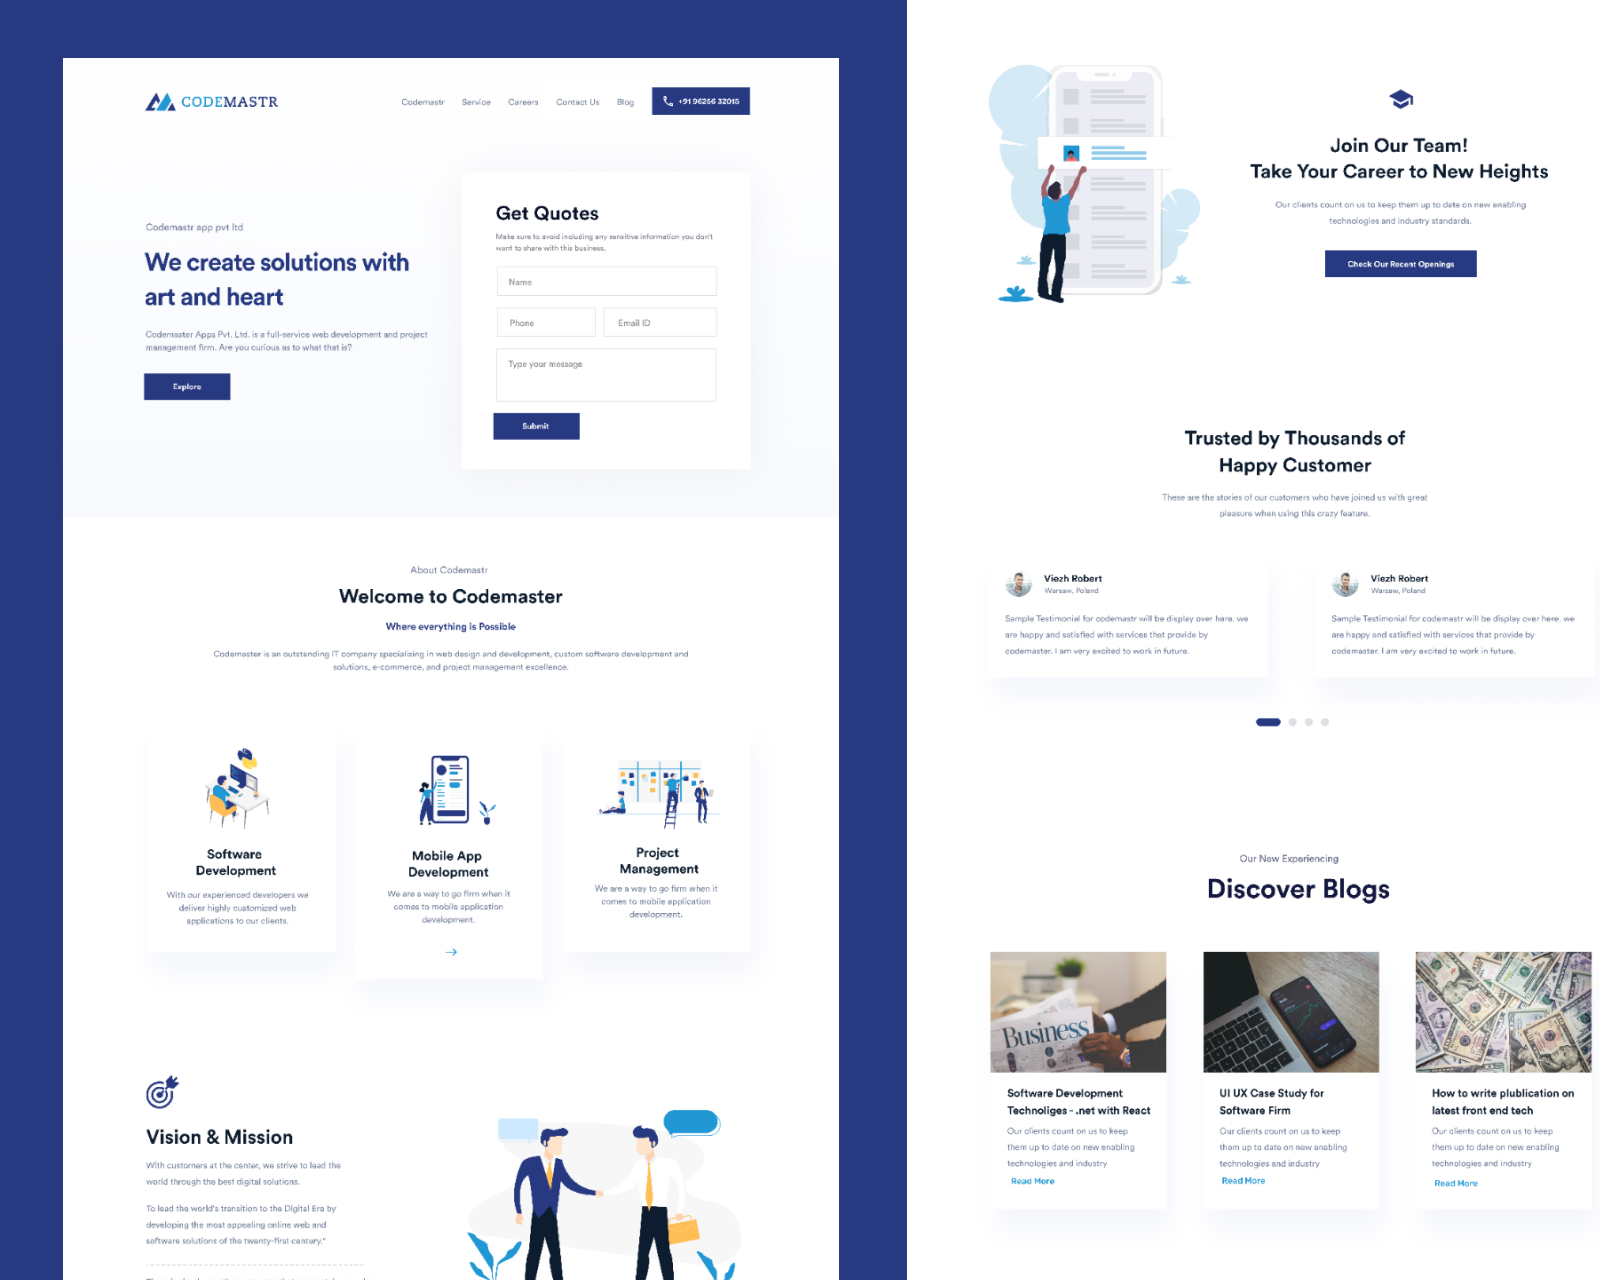 CODEMASTR
Codemastr Service Careers Contact Us Blog +91 96256 32015
Codemastr app pvt ltd
We create solutions with
art and heart
Codemaster Apps Pvt. Ltd. is a full-service web development and project
management firm. Are you curious as to what that is?
Explore
Get Quotes
Make sure to avoid including any sensitive information you don't
want to share with this business.
Name
Phone Email ID
Type your message
Submit
About Codemastr
Welcome to Codemaster
Where everything is Possible
Codemaster is an outstanding IT company specializing in web design and development, custom software development and
solutions, e-commerce, and project management excellence.
Software
Development
With our experienced developers we
deliver highly customized web
applications to our clients.
Mobile App
Development
We are a way to go firm when it
comes to mobile application
development.
Project
Management
We are a way to go firm when it
comes to mobile application
development.
Vision & Mission
With customers at the center, we strive to lead the
world through the best digital solutions.
To lead the world's transition to the Digital Era by
developing the most appealing online web and
software solutions of the twenty-first century."
Join Our Team!
Take Your Career to New Heights
Our clients count on us to keep them up to date on new enabling
technologies and industry standards.
Check Our Recent Openings
Trusted by Thousands of
Happy Customer
These are the stories of our customers who have joined us with great
pleasure when using this crazy feature.
Viezh Robert
Warsaw, Poland
Sample Testimonial for codemastr will be display over here. we
are happy and satisfied with services that provide by
codemaster. I am very excited to work in future.
Viezh Robert
Warsaw, Poland
Sample Testimonial for codemastr will be display over here. we
are happy and satisfied with services that provide by
codemaster. I am very excited to work in future.
Our New Experiencing
Discover Blogs
Business
Software Development
Technoliges - .net with React
Our clients count on us to keep
them up to date on new enabling
technologies and industry
Read More
UI UX Case Study for
Software Firm
Our clients count on us to keep
them up to date on new enabling
technologies and industry
Read More
How to write plublication on
latest front end tech
Our clients count on us to keep
them up to date on new enabling
technologies and industry
Read More